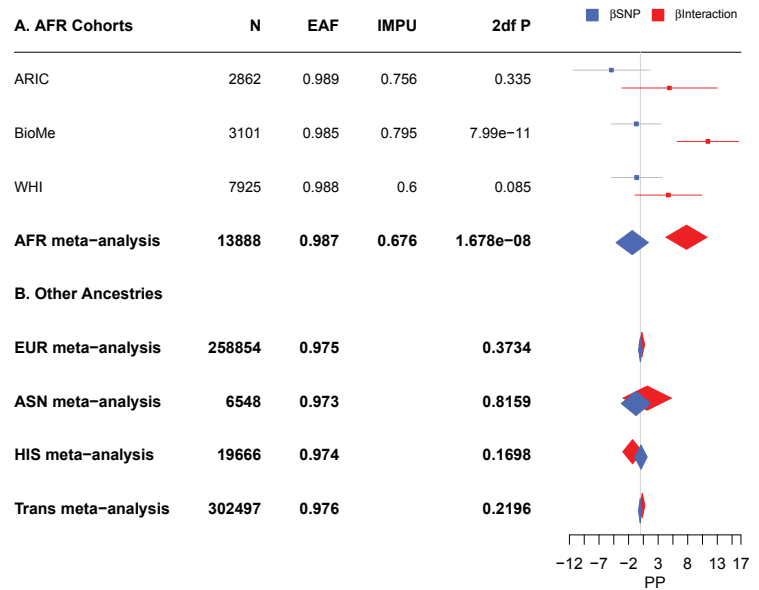 βSNP βInteraction
A. AFR Cohorts N EAF IMPU 2df P
ARIC 2862 0.989 0.756 0.335
BioMe 3101 0.985 0.795 7.99e−11
WHI 7925 0.988 0.6 0.085
AFR meta−analysis 13888 0.987 0.676 1.678e−08
B. Other Ancestries
EUR meta−analysis 258854 0.975 0.3734
ASN meta−analysis 6548 0.973 0.8159
HIS meta−analysis 19666 0.974 0.1698
Trans meta−analysis 302497 0.976 0.2196
−12 −7 −2 3 8 13 17
PP